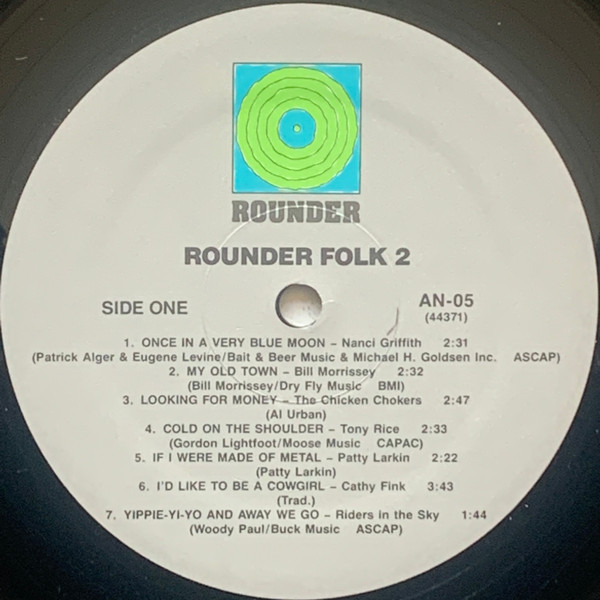 ROUNDER
ROUNDER FOLK 2
SIDE ONE
AN-05
(44371)
1. ONCE IN A VERY BLUE MOON – Nanci Griffith 2:31
(Patrick Alger & Eugene Levine/Bait & Beer Music & Michael H. Goldsen Inc. ASCAP)
2. MY OLD TOWN – Bill Morrissey 2:32
(Bill Morrissey/Dry Fly Music BMI)
3. LOOKING FOR MONEY – The Chicken Chokers 2:47
(Al Urban)
4. COLD ON THE SHOULDER – Tony Rice 2:33
(Gordon Lightfoot/Moose Music CAPAC)
5. IF I WERE MADE OF METAL – Patty Larkin 2:22
(Patty Larkin)
6. I'D LIKE TO BE A COWGIRL – Cathy Fink 3:43
(Trad.)
7. YIPPIE-YI-YO AND AWAY WE GO – Riders in the Sky 1:44
(Woody Paul/Buck Music ASCAP)